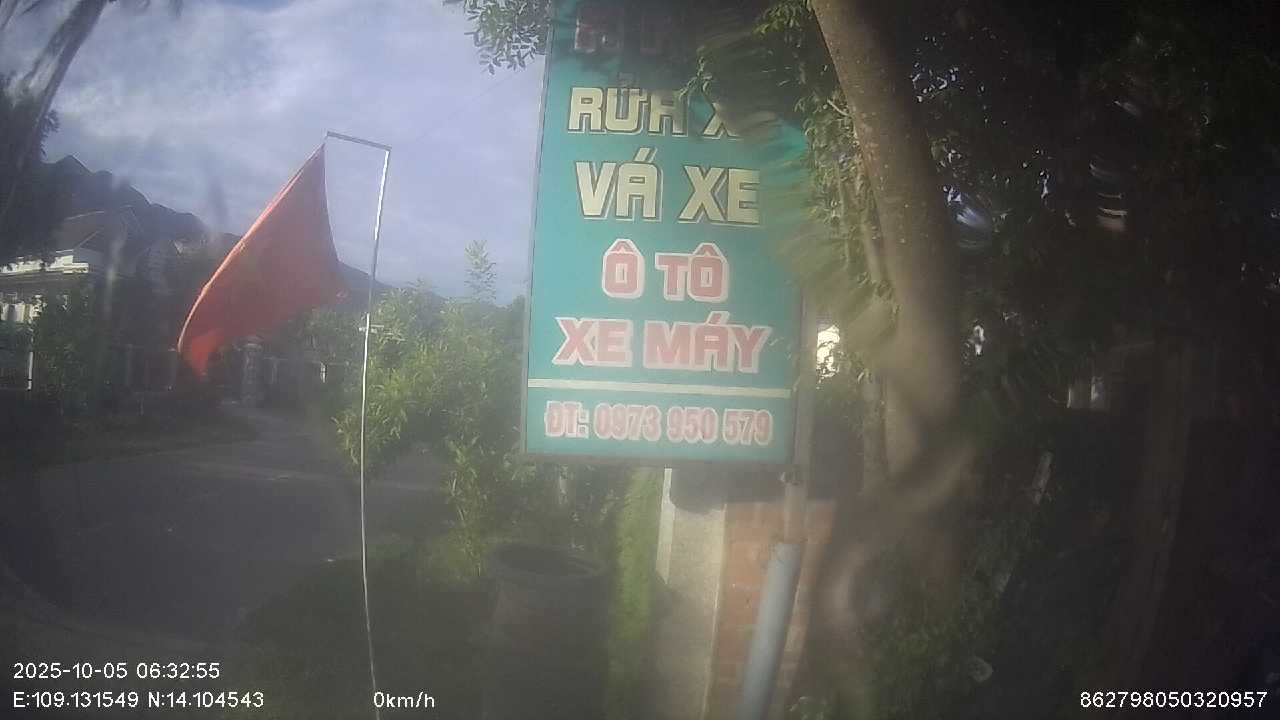 RỬA X
VÁ XE
Ô TÔ
XE MÁY
ĐT: 0973 950 579
2025-10-05 06:32:55
E:109.131549 N:14.104543
0km/h
862798050320957